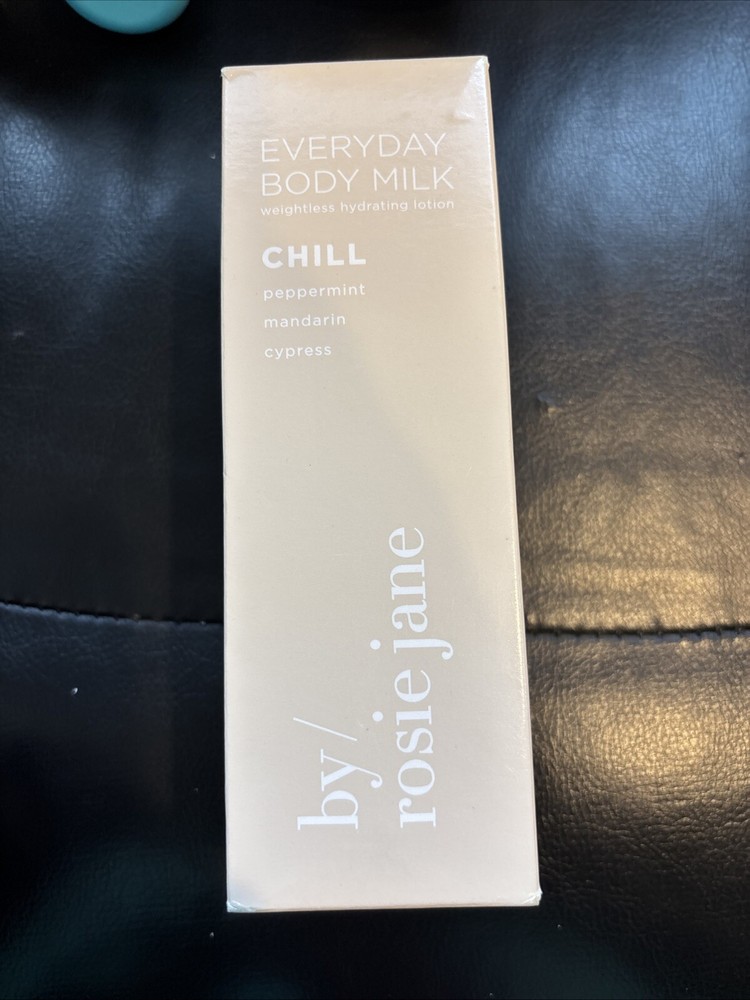 EVERYDAY
BODY MILK
weightless hydrating lotion
CHILL
peppermint
mandarin
cypress
by/
rosie jane